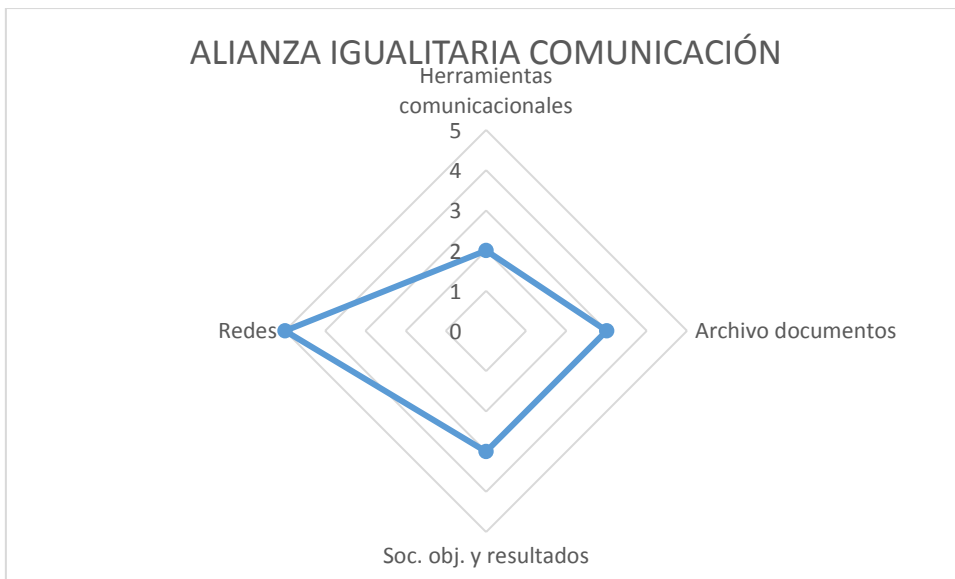 ALIANZA IGUALITARIA COMUNICACIÓN
Herramientas
comunicacionales
5
4
3
2
1
0
Redes
Archivo documentos
Soc. obj. y resultados